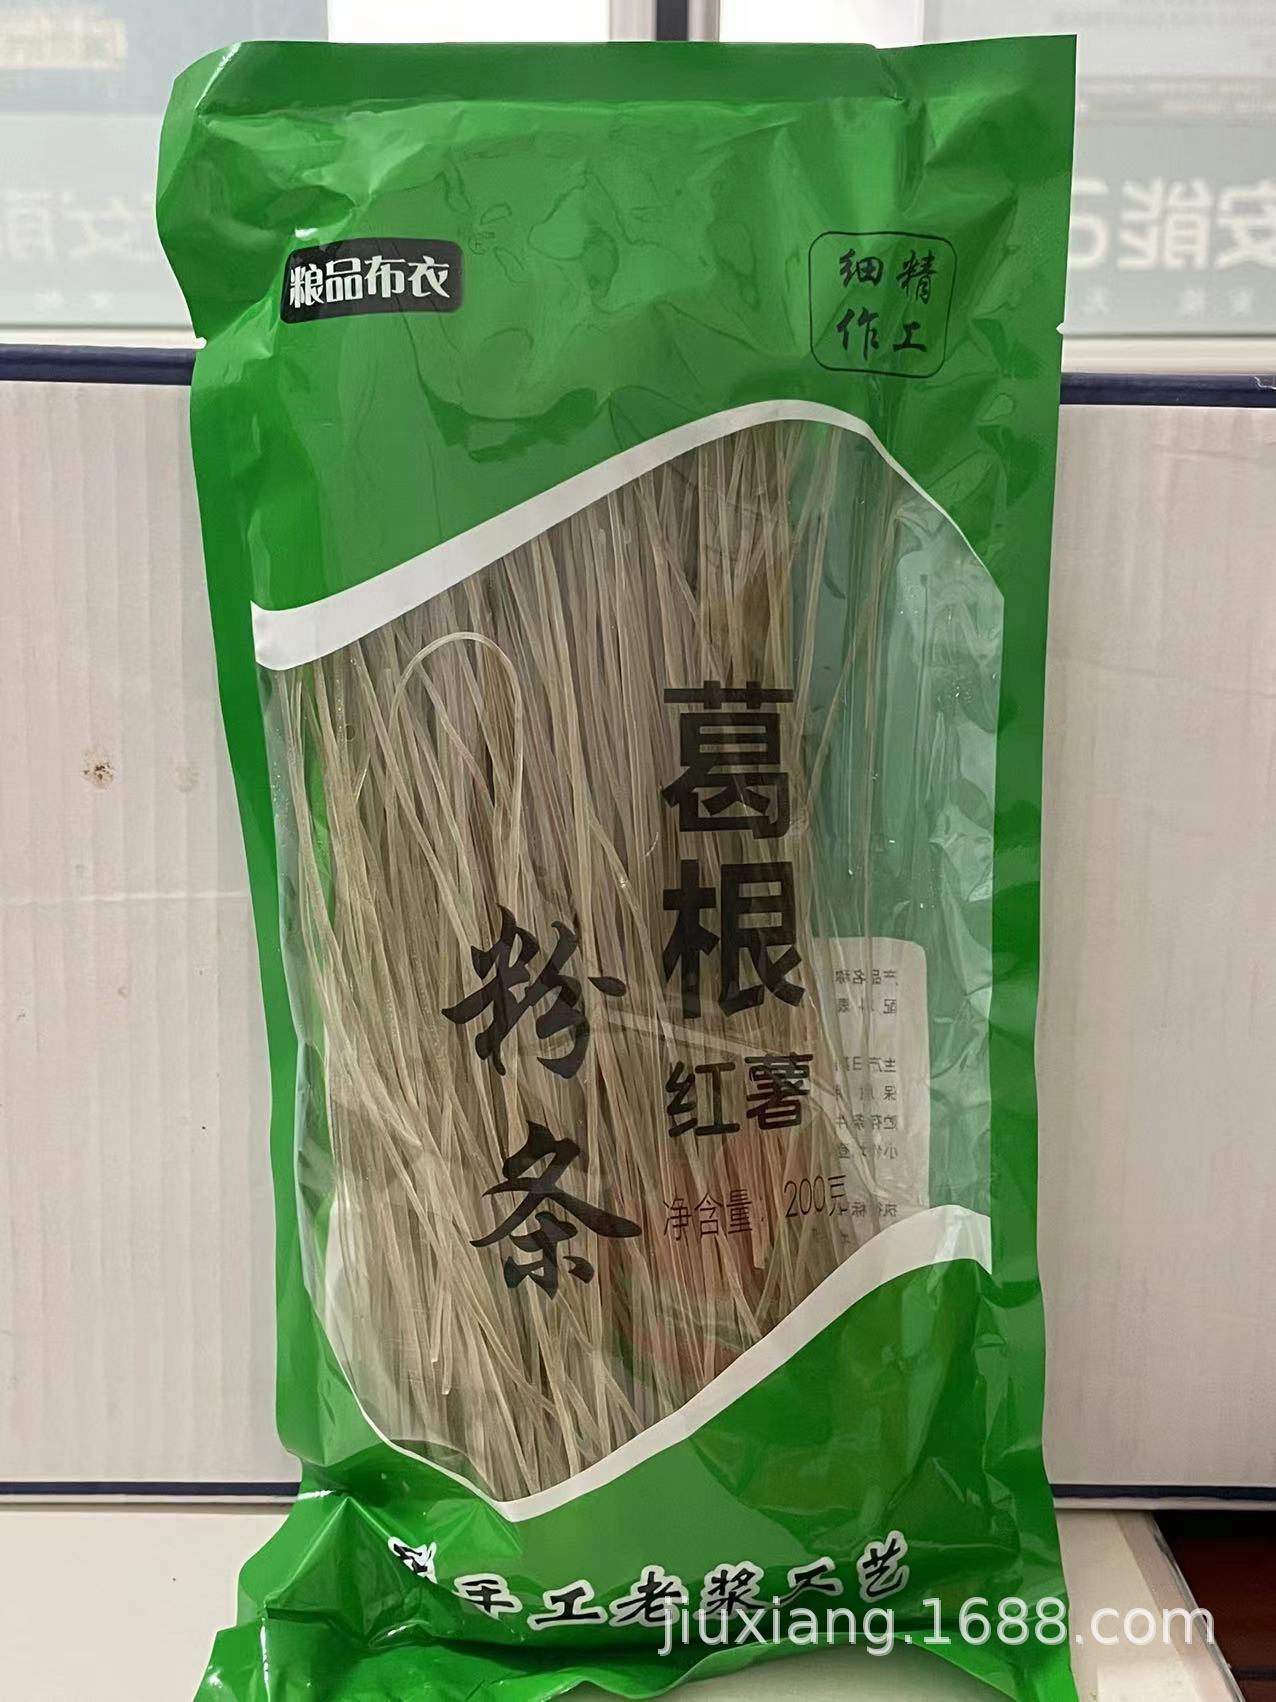 粮品布衣
精工
细作
葛根
红薯
粉条
净含量：200克
手工老浆工艺
jiuxiang.1688.com